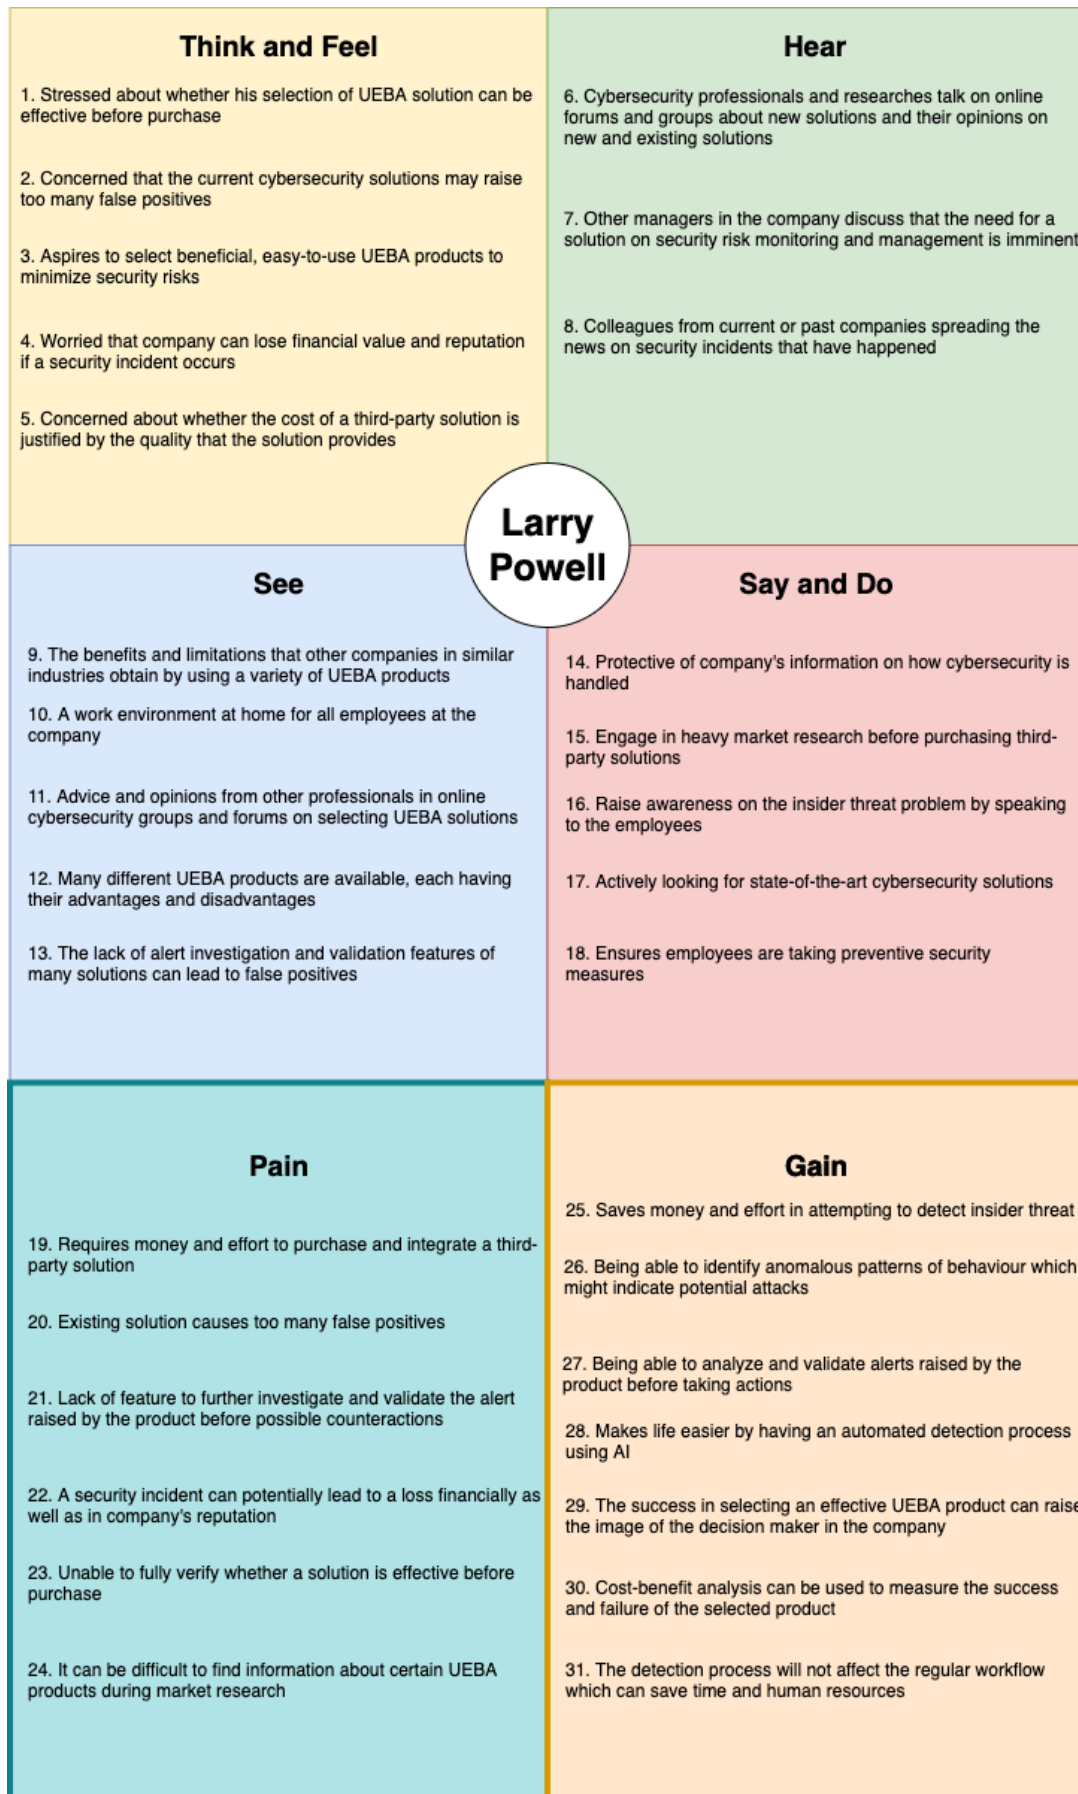 Think and Feel
1. Stressed about whether his selection of UEBA solution can be
effective before purchase
2. Concerned that the current cybersecurity solutions may raise
too many false positives
3. Aspires to select beneficial, easy-to-use UEBA products to
minimize security risks
4. Worried that company can lose financial value and reputation
if a security incident occurs
5. Concerned about whether the cost of a third-party solution is
justified by the quality that the solution provides
Hear
6. Cybersecurity professionals and researches talk on online
forums and groups about new solutions and their opinions on
new and existing solutions
7. Other managers in the company discuss that the need for a
solution on security risk monitoring and management is imminent
8. Colleagues from current or past companies spreading the
news on security incidents that have happened
Larry
Powell
See
9. The benefits and limitations that other companies in similar
industries obtain by using a variety of UEBA products
10. A work environment at home for all employees at the
company
11. Advice and opinions from other professionals in online
cybersecurity groups and forums on selecting UEBA solutions
12. Many different UEBA products are available, each having
their advantages and disadvantages
13. The lack of alert investigation and validation features of
many solutions can lead to false positives
Say and Do
14. Protective of company's information on how cybersecurity is
handled
15. Engage in heavy market research before purchasing third-
party solutions
16. Raise awareness on the insider threat problem by speaking
to the employees
17. Actively looking for state-of-the-art cybersecurity solutions
18. Ensures employees are taking preventive security
measures
Pain
19. Requires money and effort to purchase and integrate a third-
party solution
20. Existing solution causes too many false positives
21. Lack of feature to further investigate and validate the alert
raised by the product before possible counteractions
22. A security incident can potentially lead to a loss financially as
well as in company's reputation
23. Unable to fully verify whether a solution is effective before
purchase
24. It can be difficult to find information about certain UEBA
products during market research
Gain
25. Saves money and effort in attempting to detect insider threat
26. Being able to identify anomalous patterns of behaviour which
might indicate potential attacks
27. Being able to analyze and validate alerts raised by the
product before taking actions
28. Makes life easier by having an automated detection process
using AI
29. The success in selecting an effective UEBA product can raise
the image of the decision maker in the company
30. Cost-benefit analysis can be used to measure the success
and failure of the selected product
31. The detection process will not affect the regular workflow
which can save time and human resources